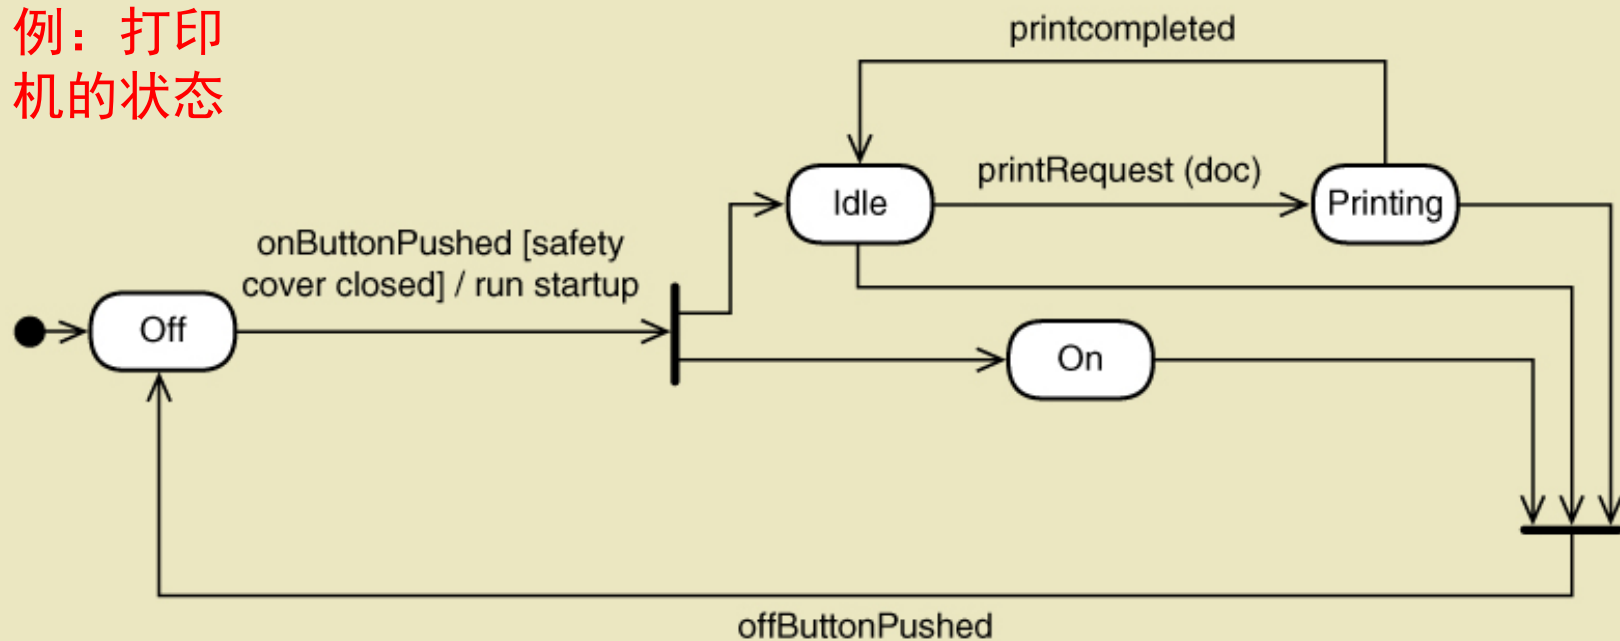 例：打印
机的状态
printcompleted
Idle
printRequest (doc)
Printing
onButtonPushed [safety
cover closed] / run startup
Off
On
offButtonPushed